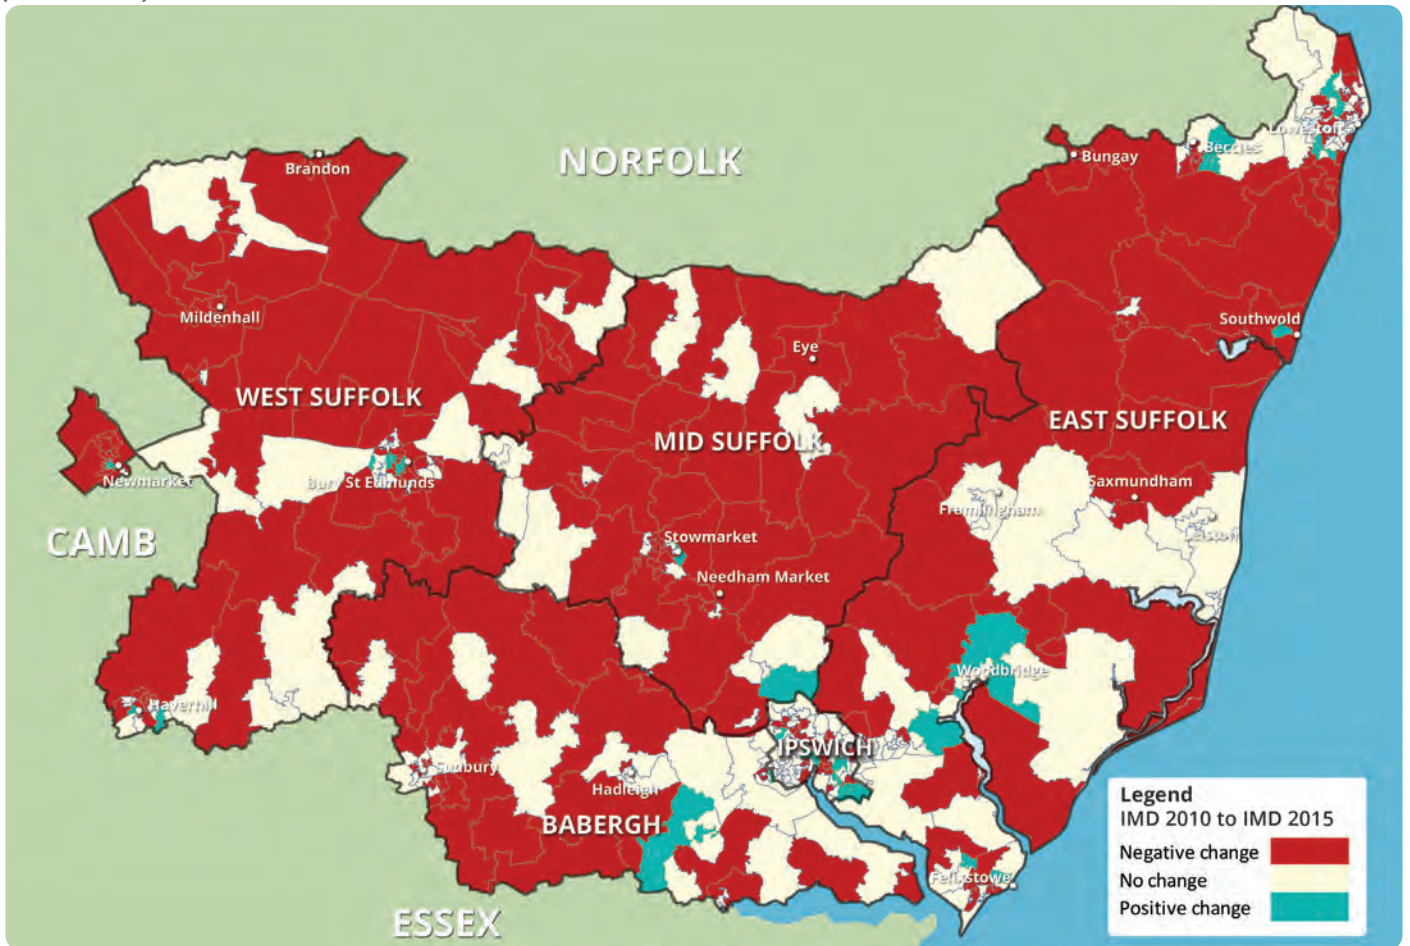 NORFOLK
Lowestoft
Beccles
Bungay
Brandon
Mildenhall
Southwold
Eye
WEST SUFFOLK
EAST SUFFOLK
MID SUFFOLK
Newmarket
Bury St Edmunds
Saxmundham
Framlingham
CAMB
Stowmarket
Needham Market
Woodbridge
Haverhill
IPSWICH
Sudbury
Hadleigh
BABERGH
Felixstowe
ESSEX
Legend
IMD 2010 to IMD 2015
Negative change
No change
Positive change